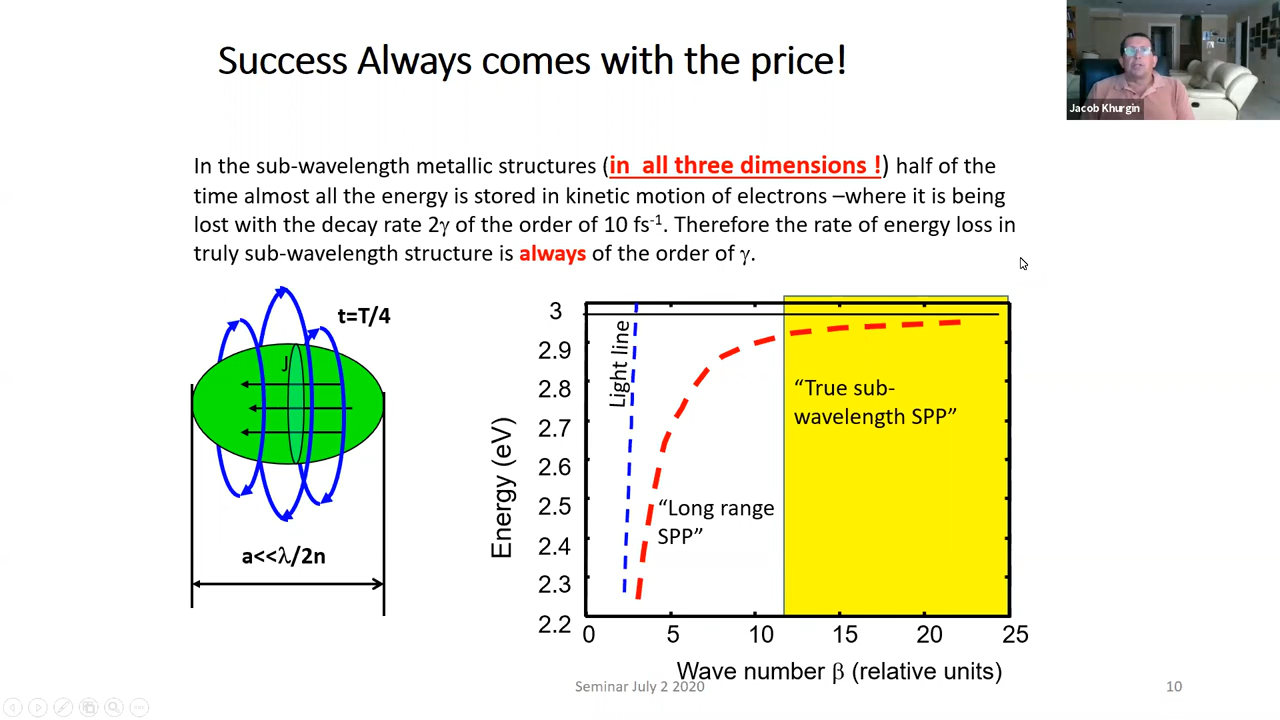 Success Always comes with the price!
Jacob Khurgin
In the sub-wavelength metallic structures (in all three dimensions !) half of the
time almost all the energy is stored in kinetic motion of electrons –where it is being
lost with the decay rate 2γ of the order of 10 fs⁻¹. Therefore the rate of energy loss in
truly sub-wavelength structure is always of the order of γ.
t=T/4
J
a<<λ/2n
Energy (eV)
3
2.9
2.8
2.7
2.6
2.5
2.4
2.3
2.2
Light line
"Long range
SPP"
"True sub-
wavelength SPP"
0 5 10 15 20 25
Wave number β (relative units)
Seminar July 2 2020
10